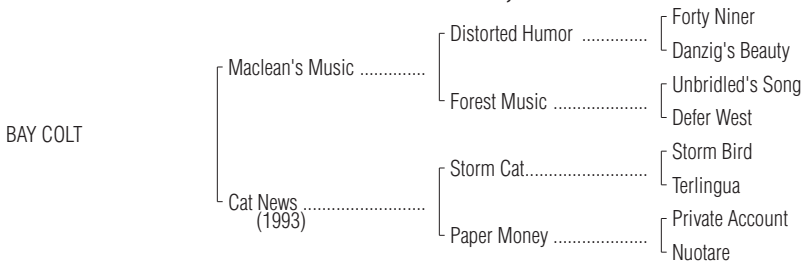 Forty Niner
Distorted Humor ..............
Danzig's Beauty
Maclean's Music ..............
Unbridled's Song
Forest Music ....................
Defer West
BAY COLT
Storm Bird
Storm Cat..........................
Terlingua
Cat News ..........................
(1993)
Private Account
Paper Money ....................
Nuotare